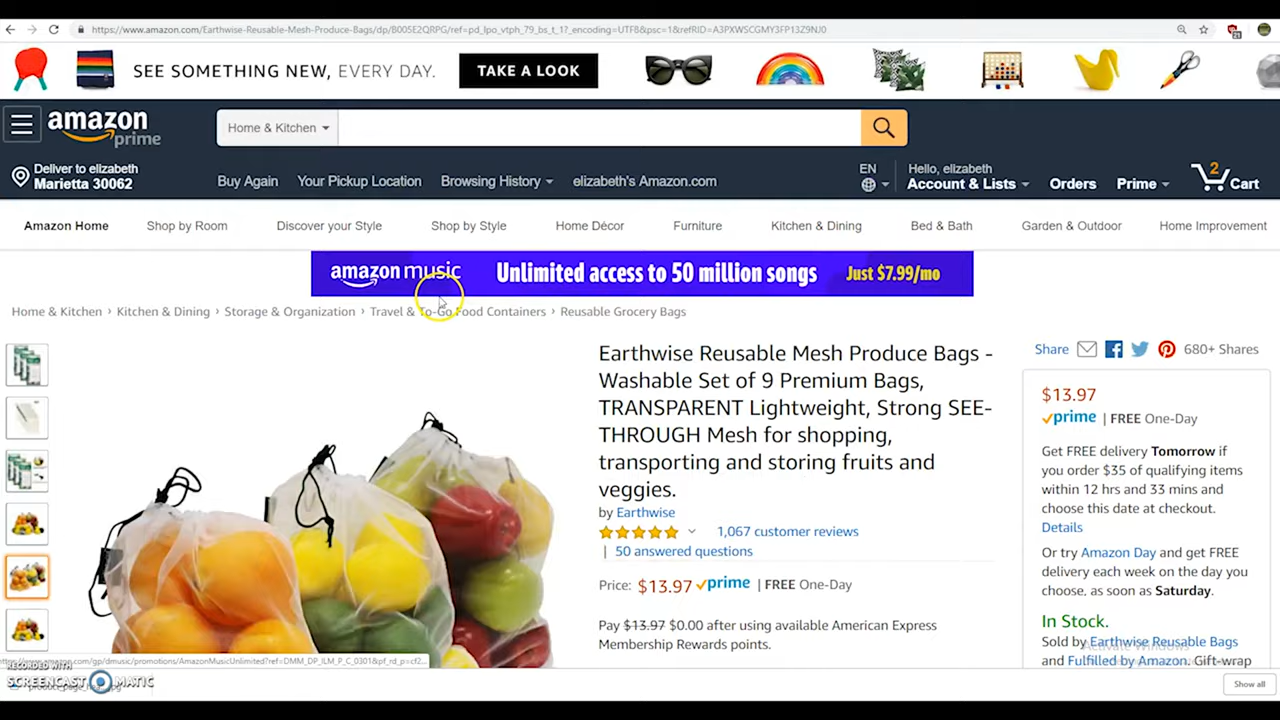 https://www.amazon.com/Earthwise-Reusable-Mesh-Produce-Bags/dp/B005E2QRPG/ref=pd_lpo_vtph_79_bs_t_1?_encoding=UTF8&psc=1&refRID=A3PXWSCGMY3FP13Z9NJ0
SEE SOMETHING NEW, EVERY DAY. TAKE A LOOK
amazon prime
Home & Kitchen
Deliver to elizabeth
Marietta 30062
Buy Again Your Pickup Location Browsing History elizabeth's Amazon.com
EN
Hello, elizabeth
Account & Lists Orders Prime 2 Cart
Amazon Home Shop by Room Discover your Style Shop by Style Home Décor Furniture Kitchen & Dining Bed & Bath Garden & Outdoor Home Improvement
amazon music Unlimited access to 50 million songs Just $7.99/mo
Home & Kitchen › Kitchen & Dining › Storage & Organization › Travel & To-Go Food Containers › Reusable Grocery Bags
Earthwise Reusable Mesh Produce Bags -
Washable Set of 9 Premium Bags,
TRANSPARENT Lightweight, Strong SEE-
THROUGH Mesh for shopping,
transporting and storing fruits and
veggies.
by Earthwise
1,067 customer reviews
| 50 answered questions
Price: $13.97 prime | FREE One-Day
Pay $13.97 $0.00 after using available American Express
Membership Rewards points.
Share 680+ Shares
$13.97
prime | FREE One-Day
Get FREE delivery Tomorrow if
you order $35 of qualifying items
within 12 hrs and 33 mins and
choose this date at checkout.
Details
Or try Amazon Day and get FREE
delivery each week on the day you
choose, as soon as Saturday.
In Stock.
Sold by Earthwise Reusable Bags
and Fulfilled by Amazon. Gift-wrap
Activate Windows
RECORDED WITH
SCREENCAST MATIC
Show all